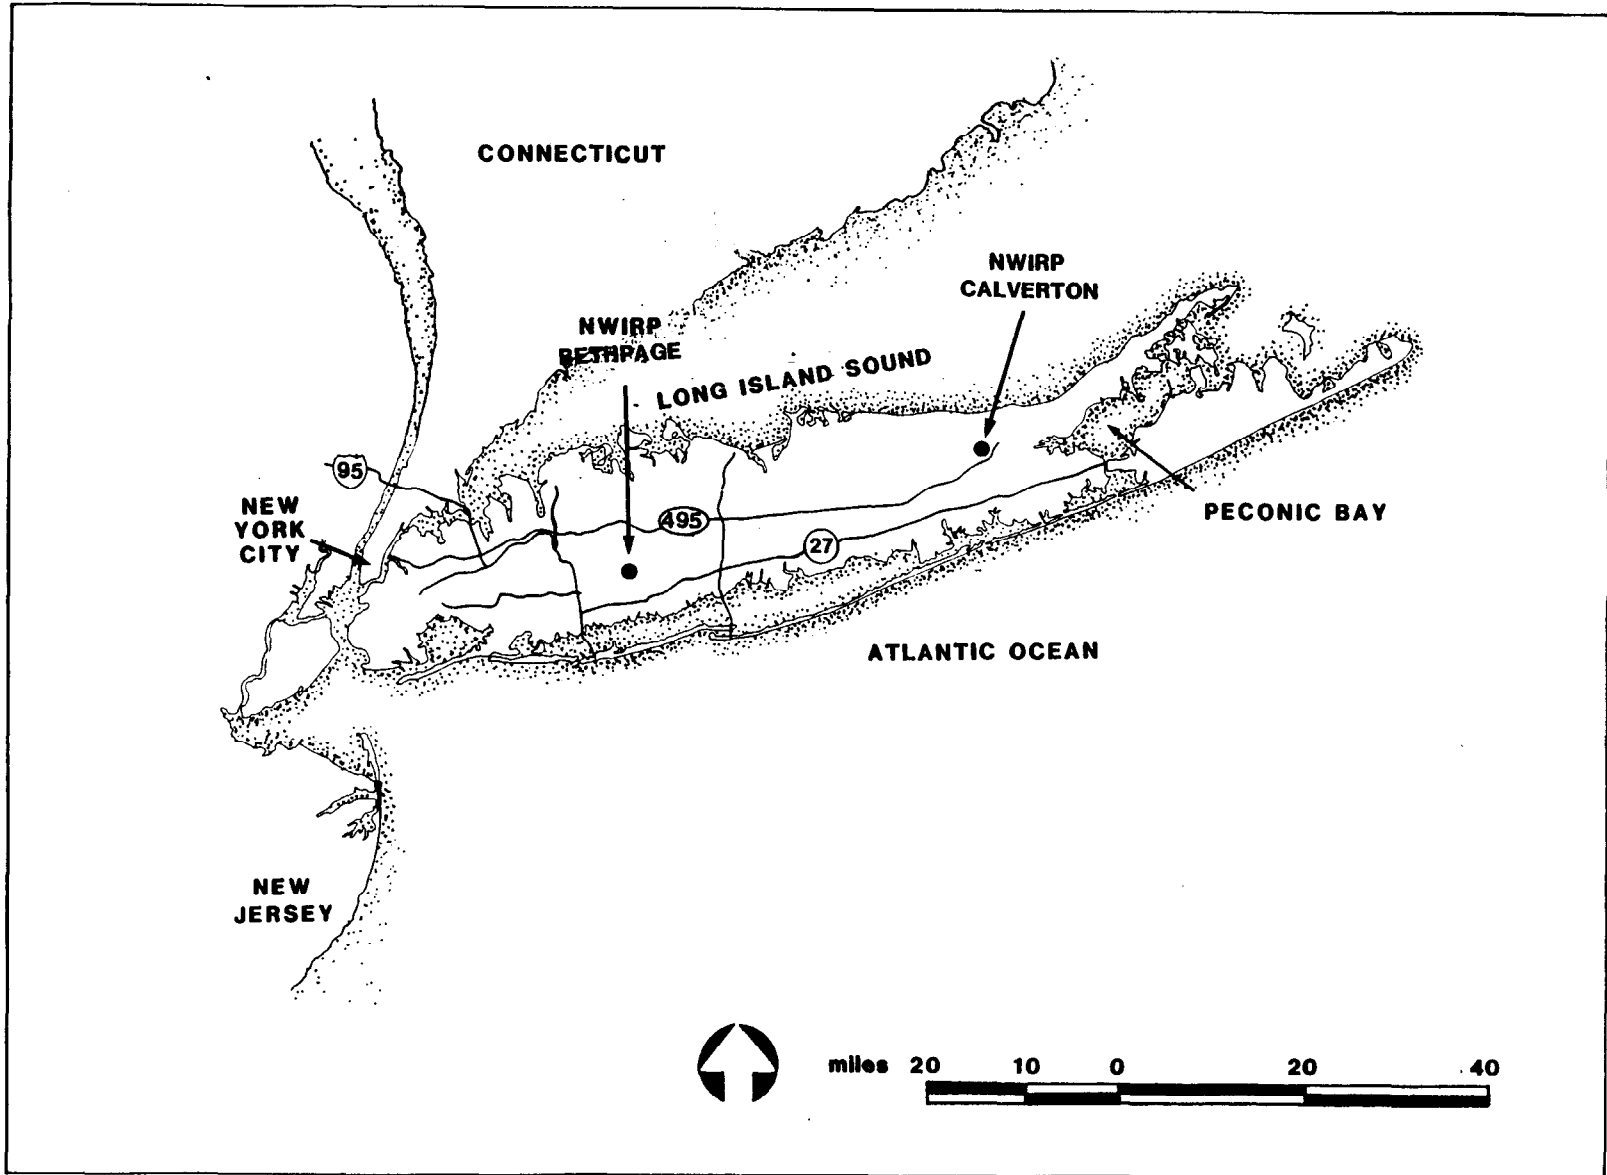 CONNECTICUT
NWIRP
CALVERTON
NWIRP
BETHPAGE
LONG ISLAND SOUND
95
NEW
YORK
CITY
495
27
PECONIC BAY
ATLANTIC OCEAN
NEW
JERSEY
miles 20 10 0 20 40